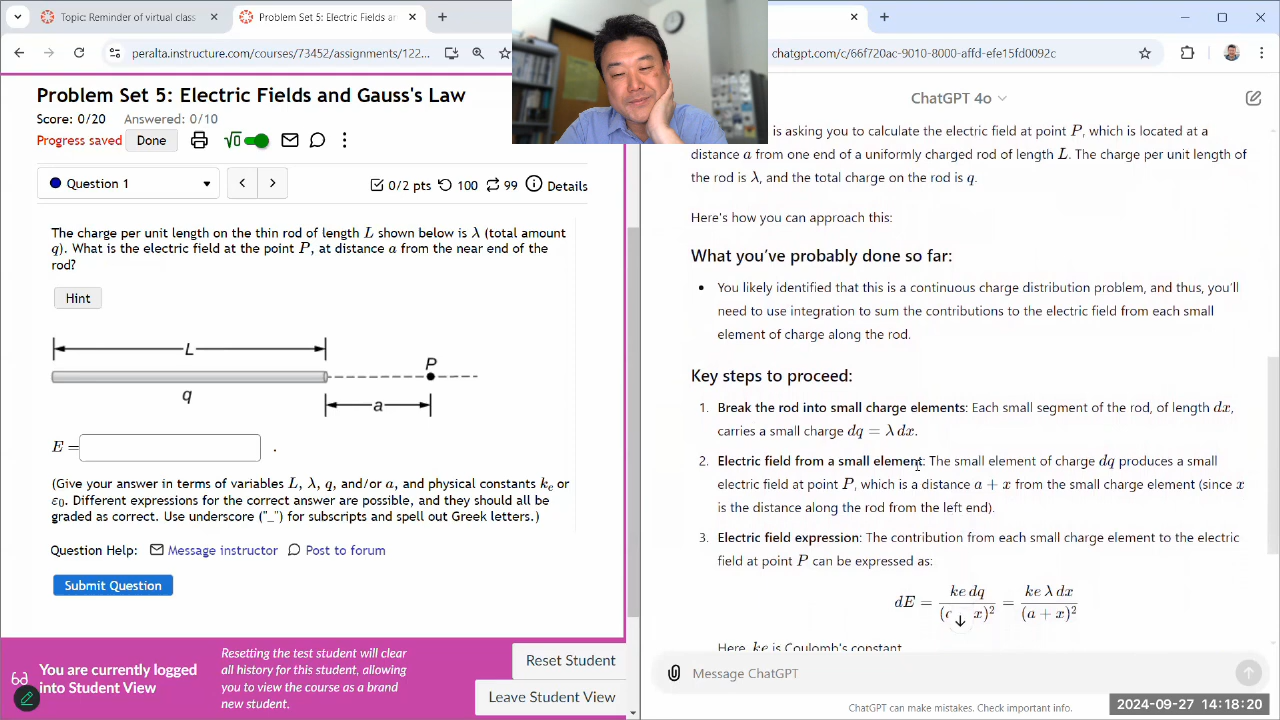 Topic: Reminder of virtual class
Problem Set 5: Electric Fields an
peralta.instructure.com/courses/73452/assignments/122...
chatgpt.com/c/66f720ac-9010-8000-affd-efe15fd0092c
Problem Set 5: Electric Fields and Gauss's Law
Score: 0/20 Answered: 0/10
Progress saved Done √0
Question 1
0/2 pts 100 99 Details
The charge per unit length on the thin rod of length L shown below is λ (total amount
q). What is the electric field at the point P, at distance a from the near end of the
rod?
Hint
L
P
q
a
E = .
(Give your answer in terms of variables L, λ, q, and/or a, and physical constants k_e or
ε_0. Different expressions for the correct answer are possible, and they should all be
graded as correct. Use underscore ("_") for subscripts and spell out Greek letters.)
Question Help: Message instructor Post to forum
Submit Question
You are currently logged
into Student View
Resetting the test student will clear
all history for this student, allowing
you to view the course as a brand
new student.
Reset Student
Leave Student View
ChatGPT 4o
is asking you to calculate the electric field at point P, which is located at a
distance a from one end of a uniformly charged rod of length L. The charge per unit length of
the rod is λ, and the total charge on the rod is q.
Here's how you can approach this:
What you've probably done so far:
• You likely identified that this is a continuous charge distribution problem, and thus, you'll
need to use integration to sum the contributions to the electric field from each small
element of charge along the rod.
Key steps to proceed:
1. Break the rod into small charge elements: Each small segment of the rod, of length dx,
carries a small charge dq = λ dx.
2. Electric field from a small element: The small element of charge dq produces a small
electric field at point P, which is a distance a + x from the small charge element (since x
is the distance along the rod from the left end).
3. Electric field expression: The contribution from each small charge element to the electric
field at point P can be expressed as:
dE = ke dq / ( x)² = ke λ dx / (a + x)²
Here, ke is Coulomb's constant
Message ChatGPT
ChatGPT can make mistakes. Check important info.
2024-09-27 14:18:20